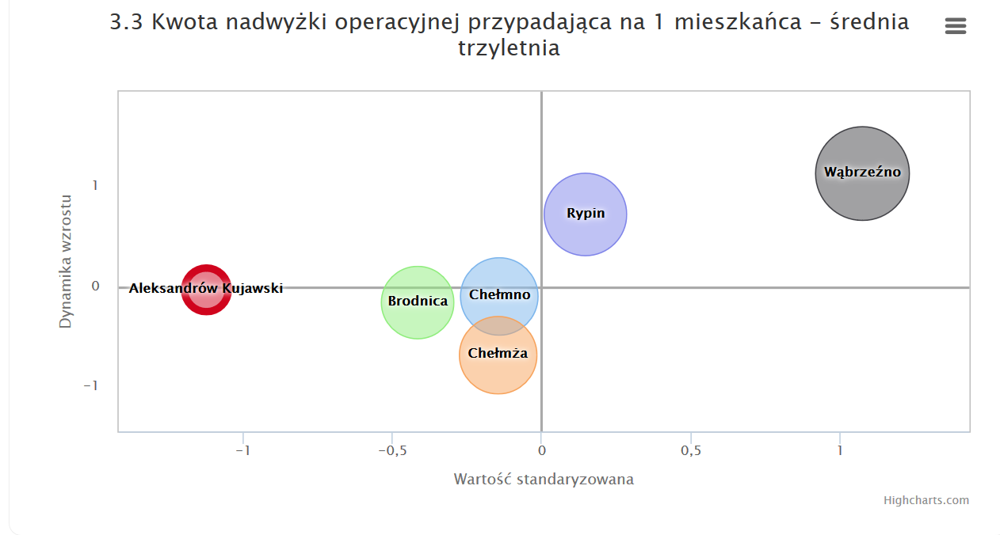 3.3 Kwota nadwyżki operacyjnej przypadająca na 1 mieszkańca – średnia
trzyletnia
Dynamika wzrostu
1
0
-1
Wąbrzeźno
Rypin
Aleksandrów Kujawski
Chełmno
Brodnica
Chełmża
-1
-0,5
0
0,5
1
Wartość standaryzowana
Highcharts.com